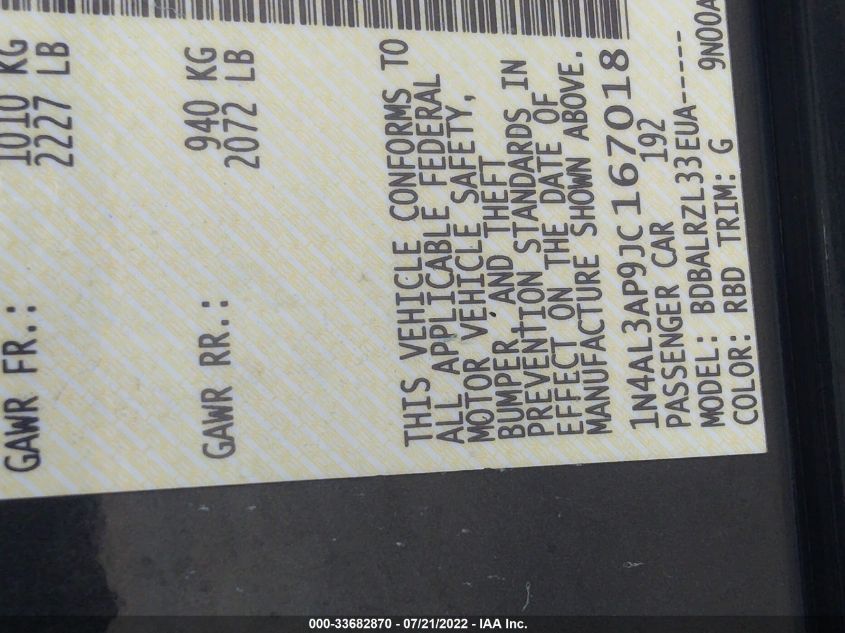 GAWR FR.: 1010 KG
2227 LB
GAWR RR.: 940 KG
2072 LB
THIS VEHICLE CONFORMS TO
ALL APPLICABLE FEDERAL
MOTOR VEHICLE SAFETY,
BUMPER, AND THEFT
PREVENTION STANDARDS IN
EFFECT ON THE DATE OF
MANUFACTURE SHOWN ABOVE.
1N4AL3AP9JC167018
PASSENGER CAR 192
MODEL: BDBALRZL33EUA-----
COLOR: RBD TRIM: G 9N00A
000-33682870 - 07/21/2022 - IAA Inc.